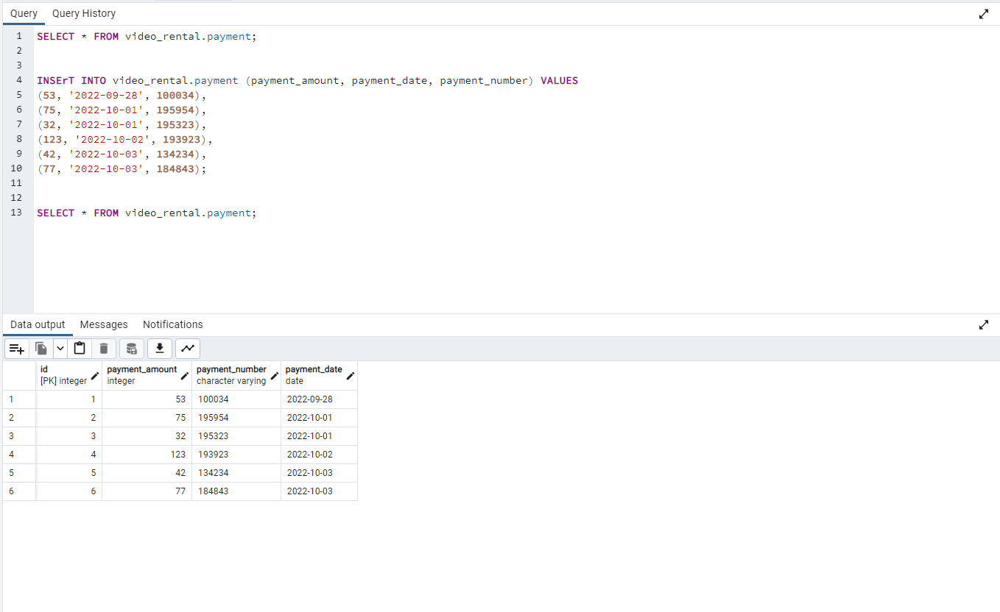 Query Query History
1 SELECT * FROM video_rental.payment;
2
3
4 INSErT INTO video_rental.payment (payment_amount, payment_date, payment_number) VALUES
5 (53, '2022-09-28', 100034),
6 (75, '2022-10-01', 195954),
7 (32, '2022-10-01', 195323),
8 (123, '2022-10-02', 193923),
9 (42, '2022-10-03', 134234),
10 (77, '2022-10-03', 184843);
11
12
13 SELECT * FROM video_rental.payment;
Data output Messages Notifications
id payment_amount payment_number payment_date
[PK] integer integer character varying date
1 1 53 100034 2022-09-28
2 2 75 195954 2022-10-01
3 3 32 195323 2022-10-01
4 4 123 193923 2022-10-02
5 5 42 134234 2022-10-03
6 6 77 184843 2022-10-03